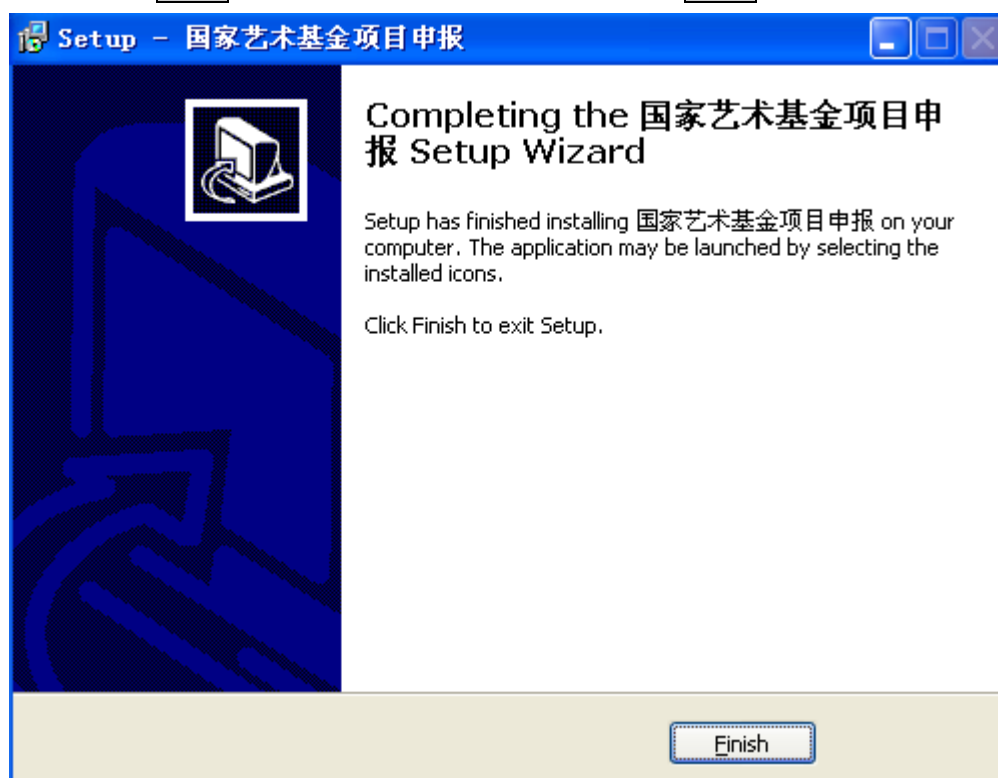 Setup - 国家艺术基金项目申报
Completing the 国家艺术基金项目申
报 Setup Wizard
Setup has finished installing 国家艺术基金项目申报 on your
computer. The application may be launched by selecting the
installed icons.
Click Finish to exit Setup.
Finish